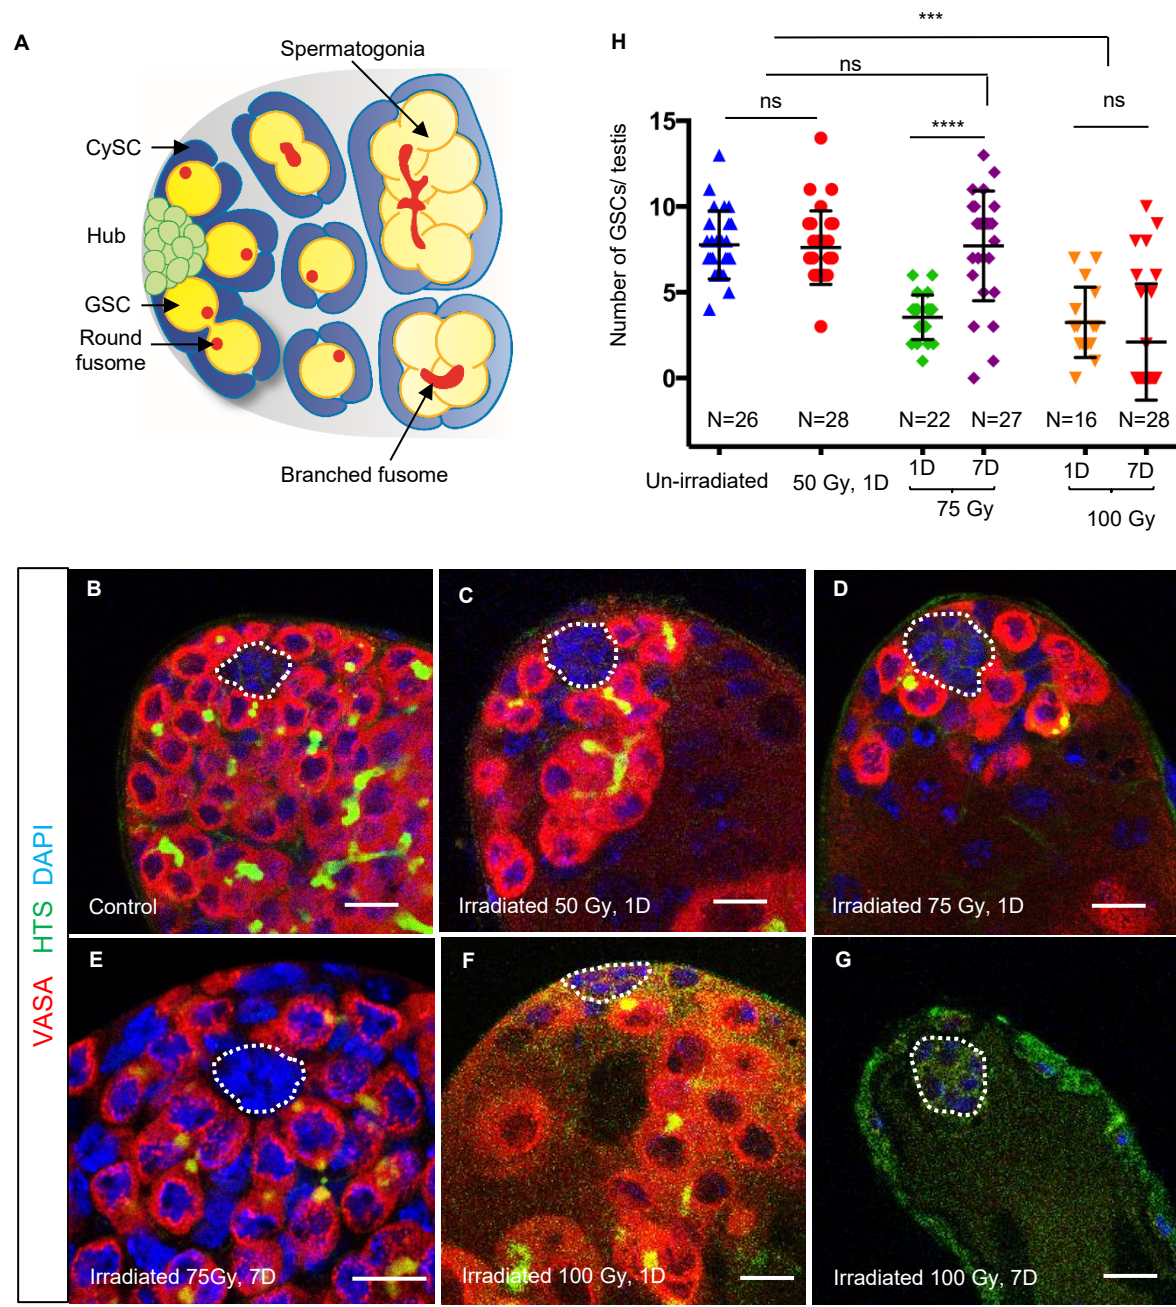 A
Spermatogonia
CySC
Hub
GSC
Round
fusome
Branched fusome
H
***
ns
ns
ns
****
Number of GSCs/ testis
15
10
5
0
N=26
N=28
N=22
N=27
N=16
N=28
Un-irradiated
50 Gy, 1D
1D
7D
75 Gy
1D
7D
100 Gy
VASA HTS DAPI
B
Control
C
Irradiated 50 Gy, 1D
D
Irradiated 75 Gy, 1D
E
Irradiated 75Gy, 7D
F
Irradiated 100 Gy, 1D
G
Irradiated 100 Gy, 7D